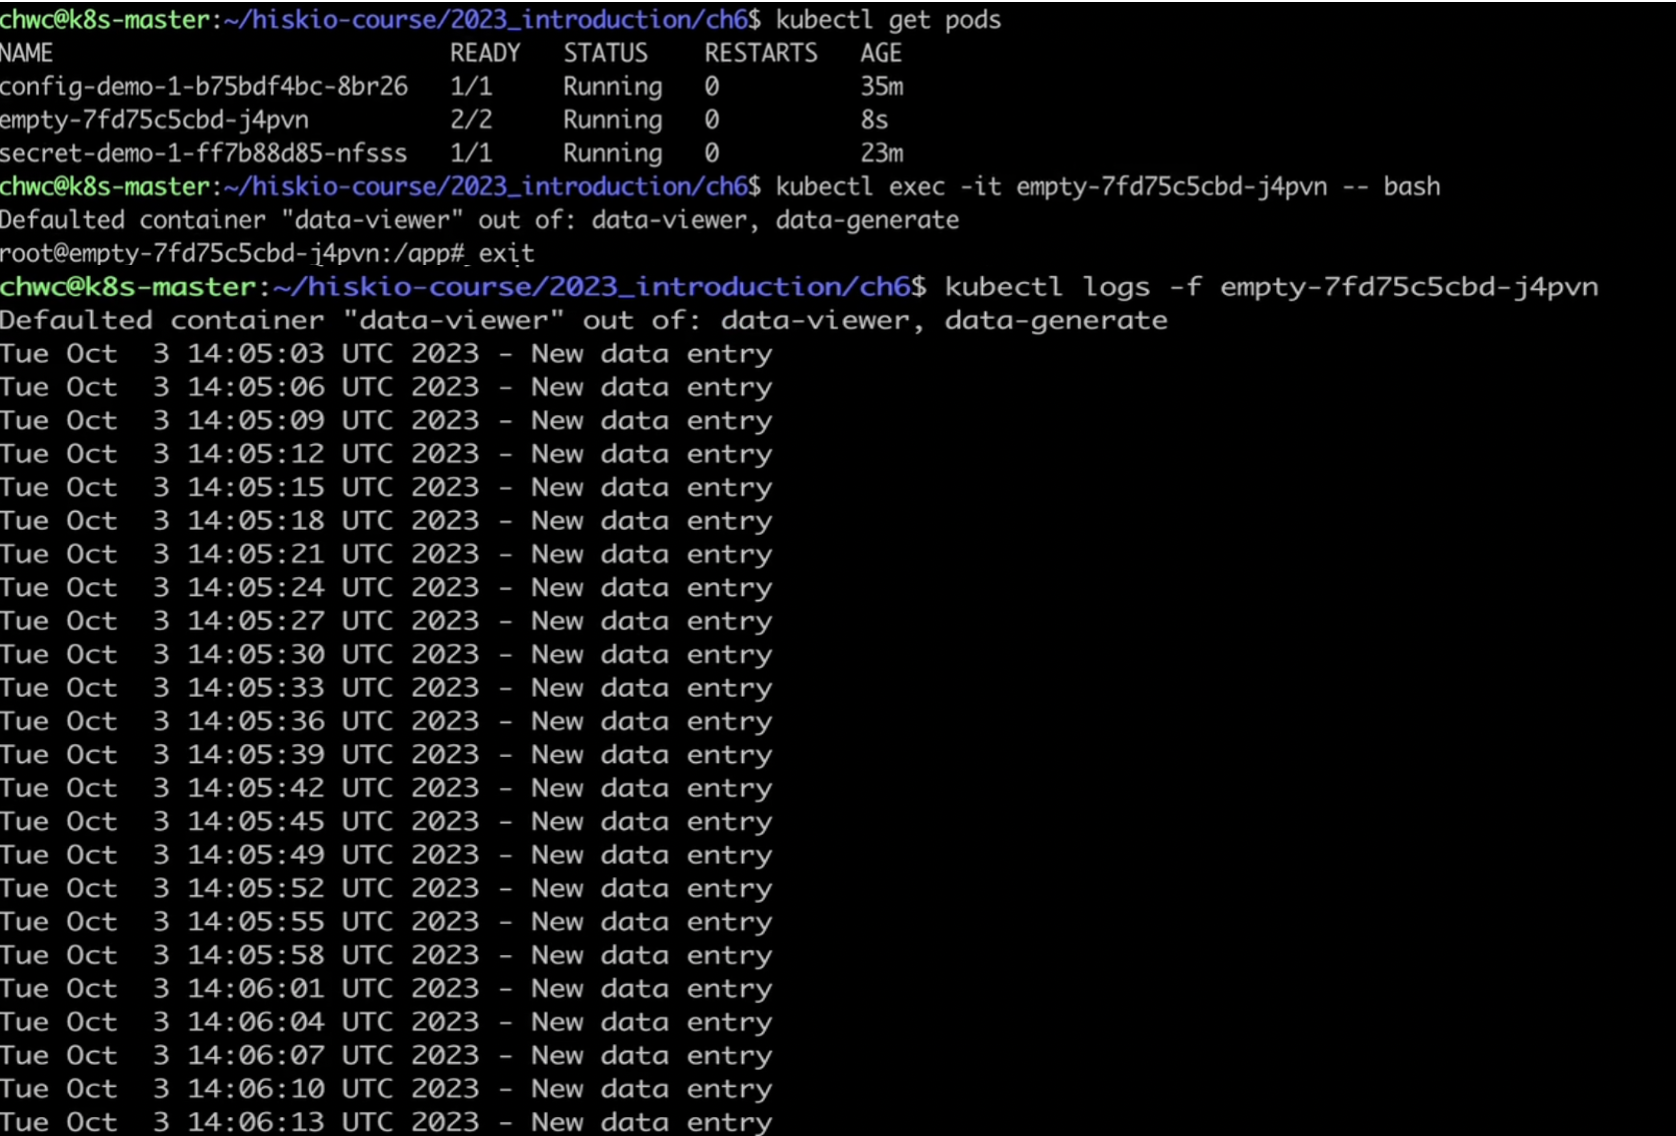 chwc@k8s-master:~/hiskio-course/2023_introduction/ch6$ kubectl get pods
NAME                          READY   STATUS    RESTARTS   AGE
config-demo-1-b75bdf4bc-8br26   1/1     Running   0          35m
empty-7fd75c5cbd-j4pvn          2/2     Running   0          8s
secret-demo-1-ff7b88d85-nfsss   1/1     Running   0          23m
chwc@k8s-master:~/hiskio-course/2023_introduction/ch6$ kubectl exec -it empty-7fd75c5cbd-j4pvn -- bash
Defaulted container "data-viewer" out of: data-viewer, data-generate
root@empty-7fd75c5cbd-j4pvn:/app# exit
chwc@k8s-master:~/hiskio-course/2023_introduction/ch6$ kubectl logs -f empty-7fd75c5cbd-j4pvn
Defaulted container "data-viewer" out of: data-viewer, data-generate
Tue Oct  3 14:05:03 UTC 2023 - New data entry
Tue Oct  3 14:05:06 UTC 2023 - New data entry
Tue Oct  3 14:05:09 UTC 2023 - New data entry
Tue Oct  3 14:05:12 UTC 2023 - New data entry
Tue Oct  3 14:05:15 UTC 2023 - New data entry
Tue Oct  3 14:05:18 UTC 2023 - New data entry
Tue Oct  3 14:05:21 UTC 2023 - New data entry
Tue Oct  3 14:05:24 UTC 2023 - New data entry
Tue Oct  3 14:05:27 UTC 2023 - New data entry
Tue Oct  3 14:05:30 UTC 2023 - New data entry
Tue Oct  3 14:05:33 UTC 2023 - New data entry
Tue Oct  3 14:05:36 UTC 2023 - New data entry
Tue Oct  3 14:05:39 UTC 2023 - New data entry
Tue Oct  3 14:05:42 UTC 2023 - New data entry
Tue Oct  3 14:05:45 UTC 2023 - New data entry
Tue Oct  3 14:05:49 UTC 2023 - New data entry
Tue Oct  3 14:05:52 UTC 2023 - New data entry
Tue Oct  3 14:05:55 UTC 2023 - New data entry
Tue Oct  3 14:05:58 UTC 2023 - New data entry
Tue Oct  3 14:06:01 UTC 2023 - New data entry
Tue Oct  3 14:06:04 UTC 2023 - New data entry
Tue Oct  3 14:06:07 UTC 2023 - New data entry
Tue Oct  3 14:06:10 UTC 2023 - New data entry
Tue Oct  3 14:06:13 UTC 2023 - New data entry